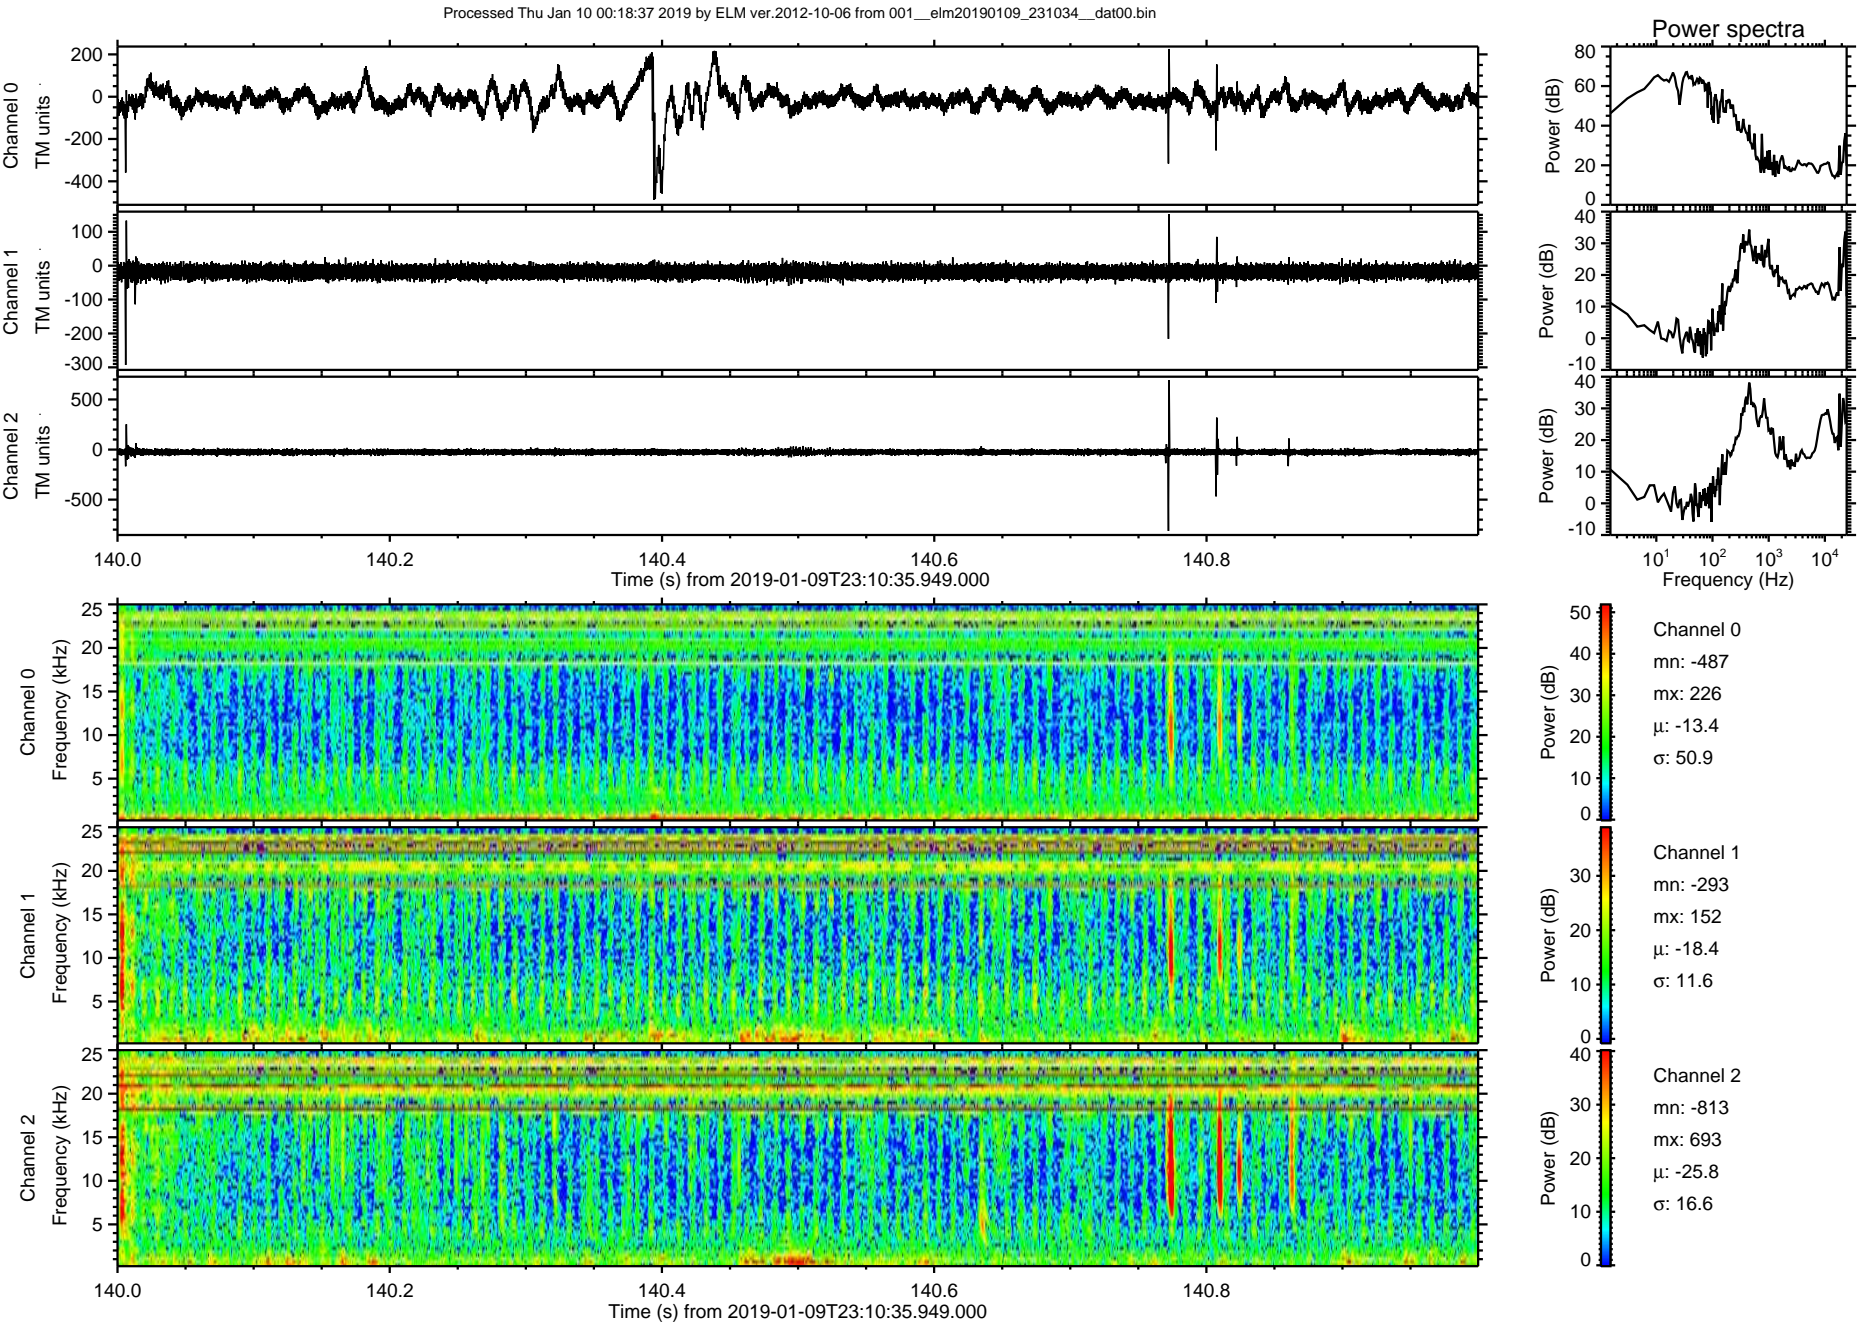 Processed Thu Jan 10 00:18:37 2019 by ELM ver.2012-10-06 from 001__elm20190109_231034__dat00.bin
Power spectra
Channel 0
TM units
200
0
-200
-400
Power (dB)
80
60
40
20
0
Channel 1
TM units
100
0
-100
-200
-300
Power (dB)
40
30
20
10
0
-10
Channel 2
TM units
500
0
-500
Power (dB)
40
30
20
10
0
-10
140.0 140.2 140.4 140.6 140.8
Time (s) from 2019-01-09T23:10:35.949.000
10^1 10^2 10^3 10^4
Frequency (Hz)
Channel 0
Frequency (kHz)
25
20
15
10
5
Power (dB)
50
40
30
20
10
0
Channel 0
mn: -487
mx: 226
μ: -13.4
σ: 50.9
Channel 1
Frequency (kHz)
25
20
15
10
5
Power (dB)
30
20
10
0
Channel 1
mn: -293
mx: 152
μ: -18.4
σ: 11.6
Channel 2
Frequency (kHz)
25
20
15
10
5
Power (dB)
40
30
20
10
0
Channel 2
mn: -813
mx: 693
μ: -25.8
σ: 16.6
140.0 140.2 140.4 140.6 140.8
Time (s) from 2019-01-09T23:10:35.949.000